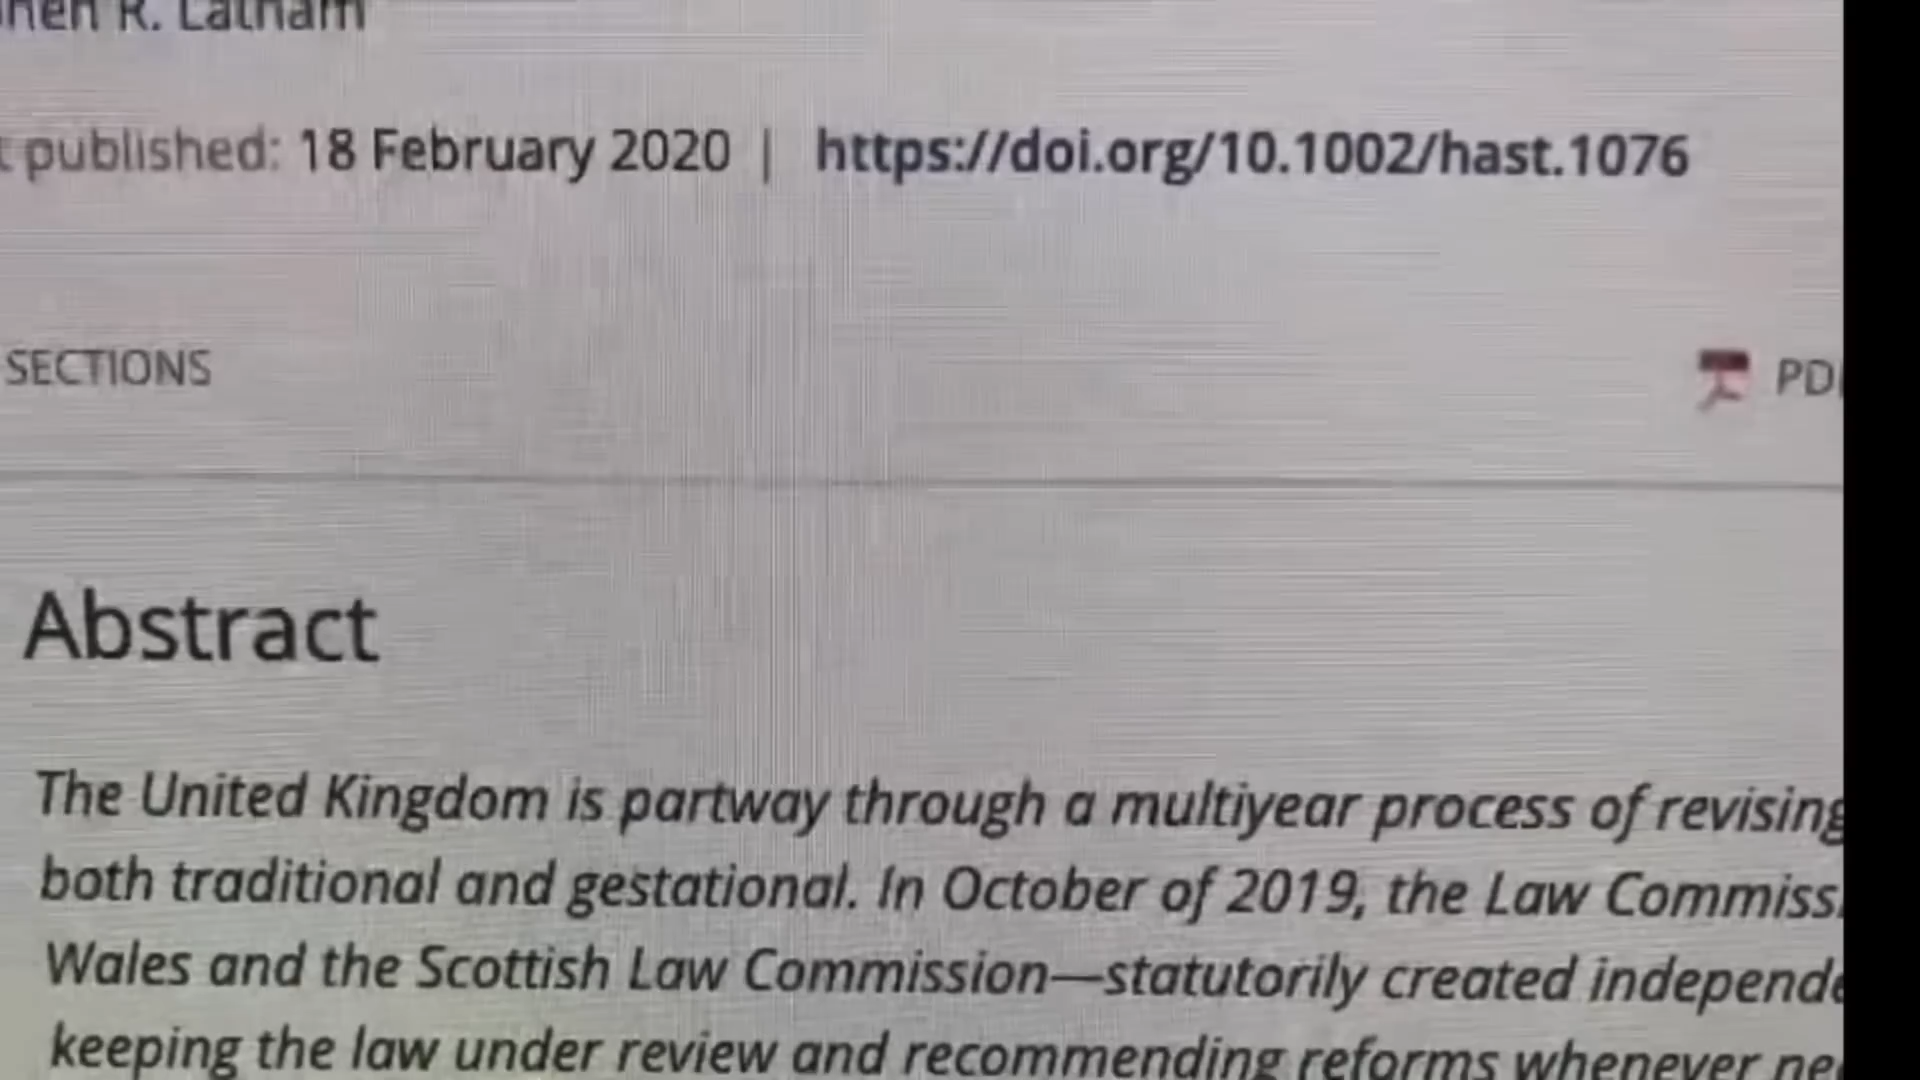 R. Latham
published: 18 February 2020 | https://doi.org/10.1002/hast.1076
SECTIONS
Abstract
The United Kingdom is partway through a multiyear process of revising
both traditional and gestational. In October of 2019, the Law
Wales and the Scottish Law Commission—statutorily created
keeping the law under review and recommending reforms whenever